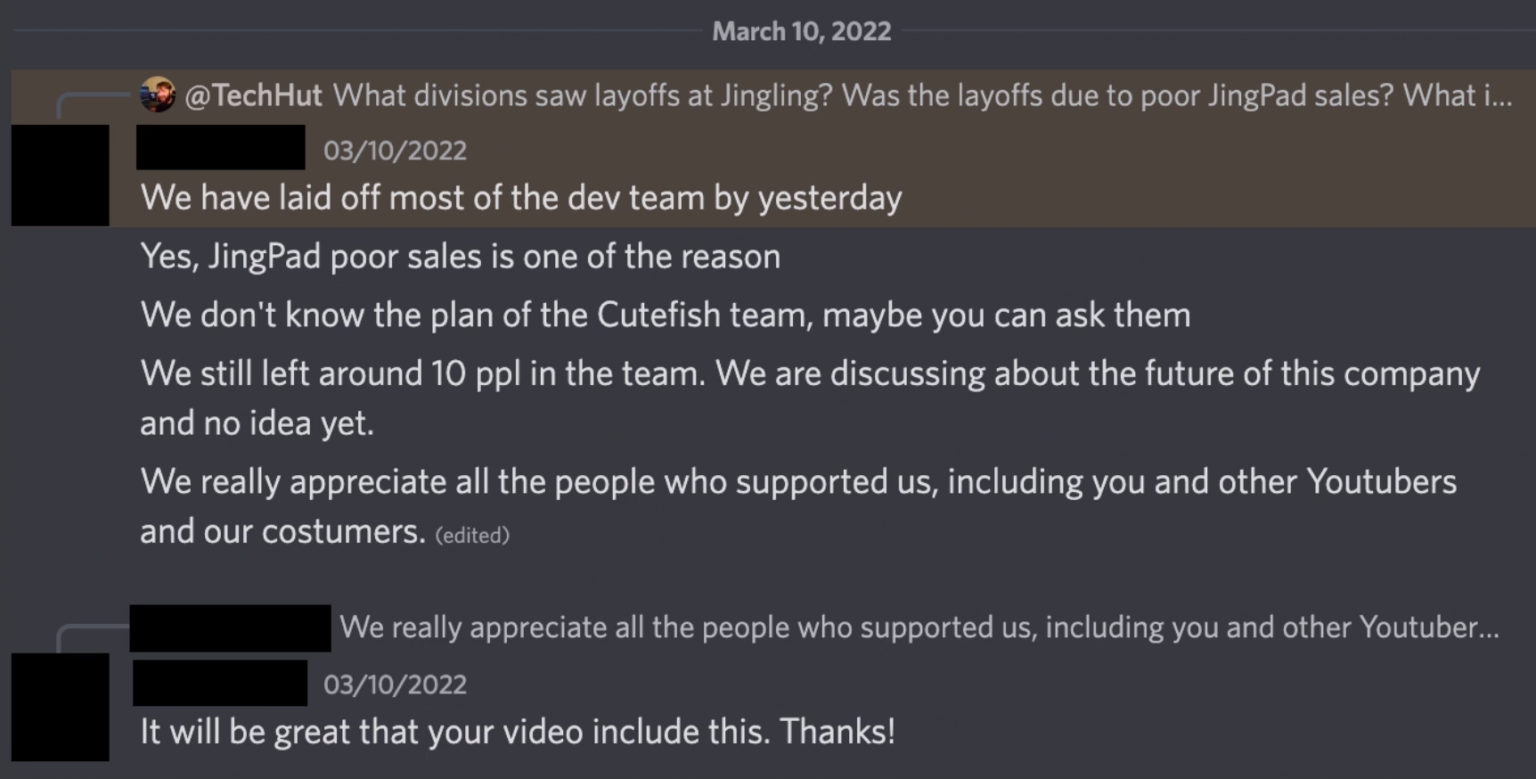 March 10, 2022
@TechHut What divisions saw layoffs at Jingling? Was the layoffs due to poor JingPad sales? What i...
03/10/2022
We have laid off most of the dev team by yesterday
Yes, JingPad poor sales is one of the reason
We don't know the plan of the Cutefish team, maybe you can ask them
We still left around 10 ppl in the team. We are discussing about the future of this company
and no idea yet.
We really appreciate all the people who supported us, including you and other Youtubers
and our costumers. (edited)
We really appreciate all the people who supported us, including you and other Youtuber...
03/10/2022
It will be great that your video include this. Thanks!